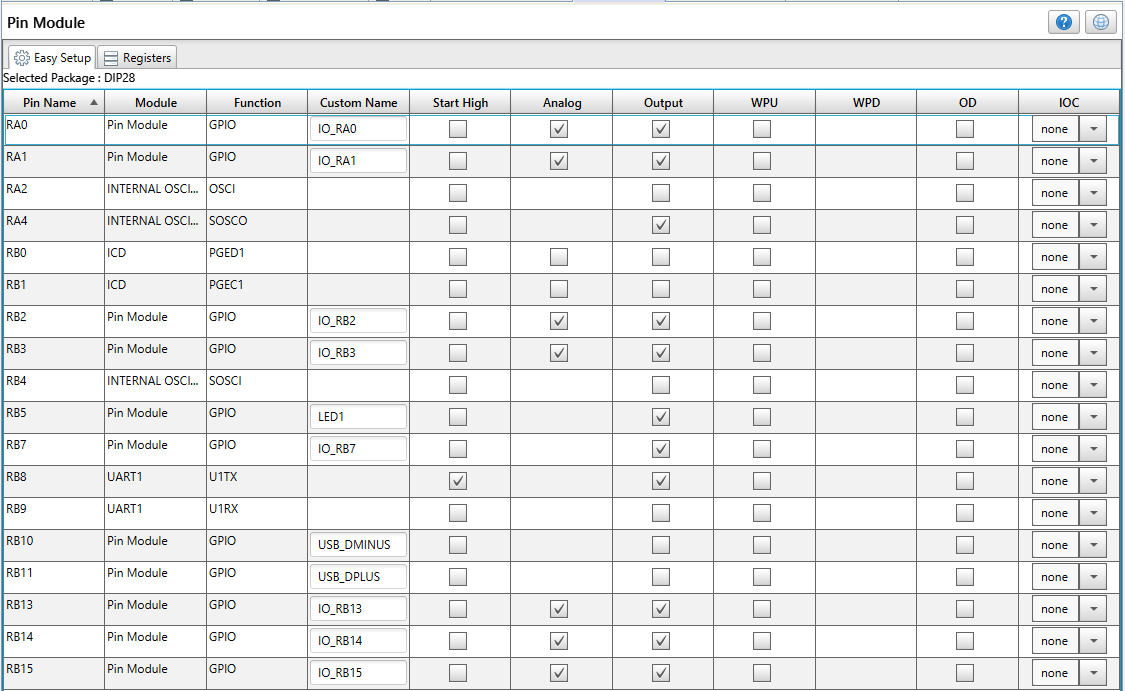 Pin Module
Easy Setup Registers
Selected Package : DIP28
Pin Name Module Function Custom Name Start High Analog Output WPU WPD OD IOC
RA0 Pin Module GPIO IO_RA0 none
RA1 Pin Module GPIO IO_RA1 none
RA2 INTERNAL OSCI... OSCI none
RA4 INTERNAL OSCI... SOSCO none
RB0 ICD PGED1 none
RB1 ICD PGEC1 none
RB2 Pin Module GPIO IO_RB2 none
RB3 Pin Module GPIO IO_RB3 none
RB4 INTERNAL OSCI... SOSCI none
RB5 Pin Module GPIO LED1 none
RB7 Pin Module GPIO IO_RB7 none
RB8 UART1 U1TX none
RB9 UART1 U1RX none
RB10 Pin Module GPIO USB_DMINUS none
RB11 Pin Module GPIO USB_DPLUS none
RB13 Pin Module GPIO IO_RB13 none
RB14 Pin Module GPIO IO_RB14 none
RB15 Pin Module GPIO IO_RB15 none